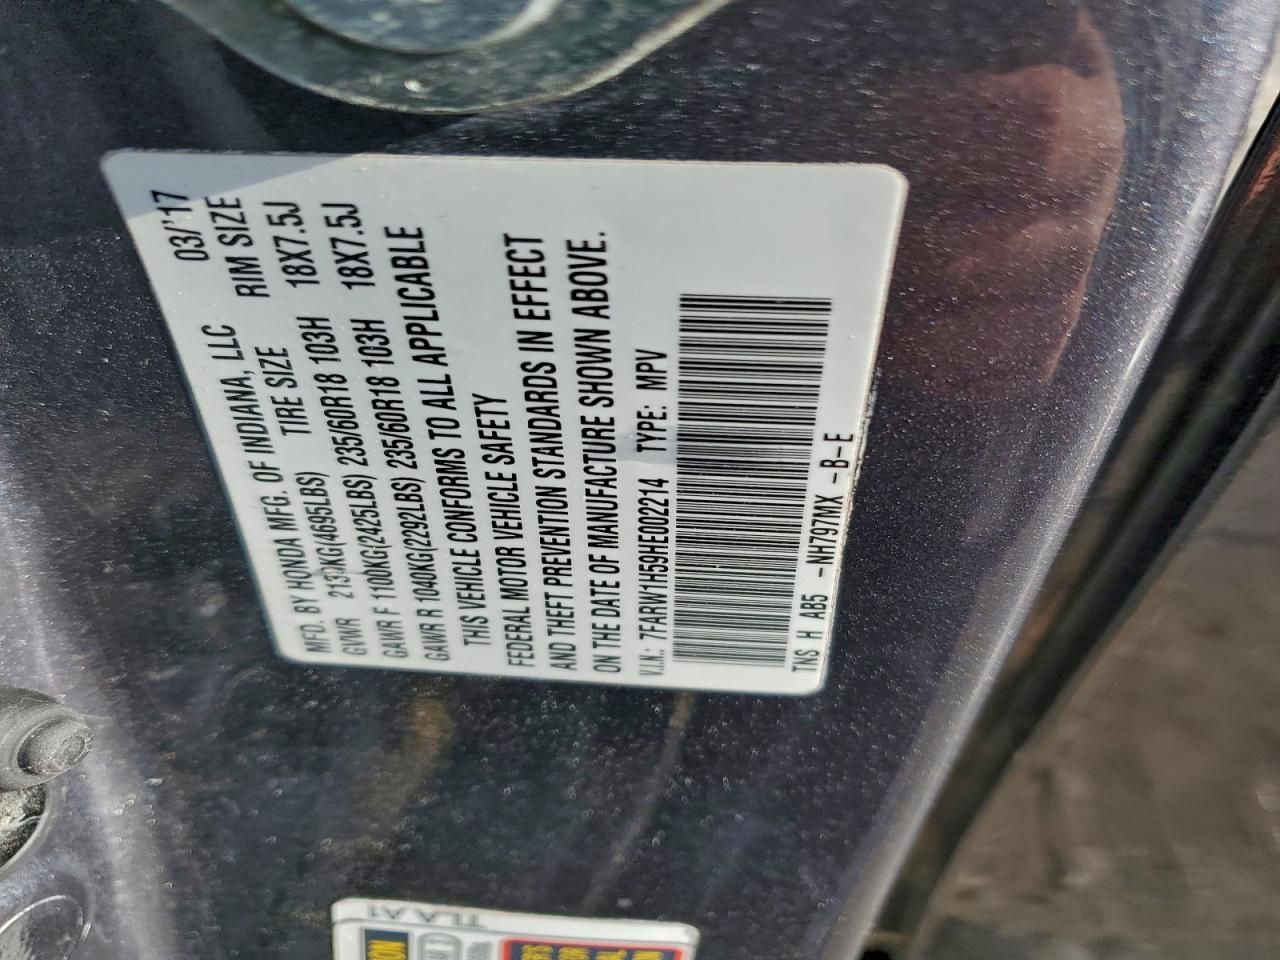 MFD. BY HONDA MFG. OF INDIANA, LLC 03/'17
GVWR KG(4695LBS) TIRE SIZE RIM SIZE
GAWR F 1100KG(2425LBS) 235/60R18 103H 18X7.5J
GAWR R 1040KG(2292LBS) 235/60R18 103H 18X7.5J
THIS VEHICLE CONFORMS TO ALL APPLICABLE
FEDERAL MOTOR VEHICLE SAFETY
AND THEFT PREVENTION STANDARDS IN EFFECT
ON THE DATE OF MANUFACTURE SHOWN ABOVE.
V.I.N.: 7FARW1H59HE002214 TYPE: MPV
TNS H AB5 -NH797MX -B-E
TLA A1